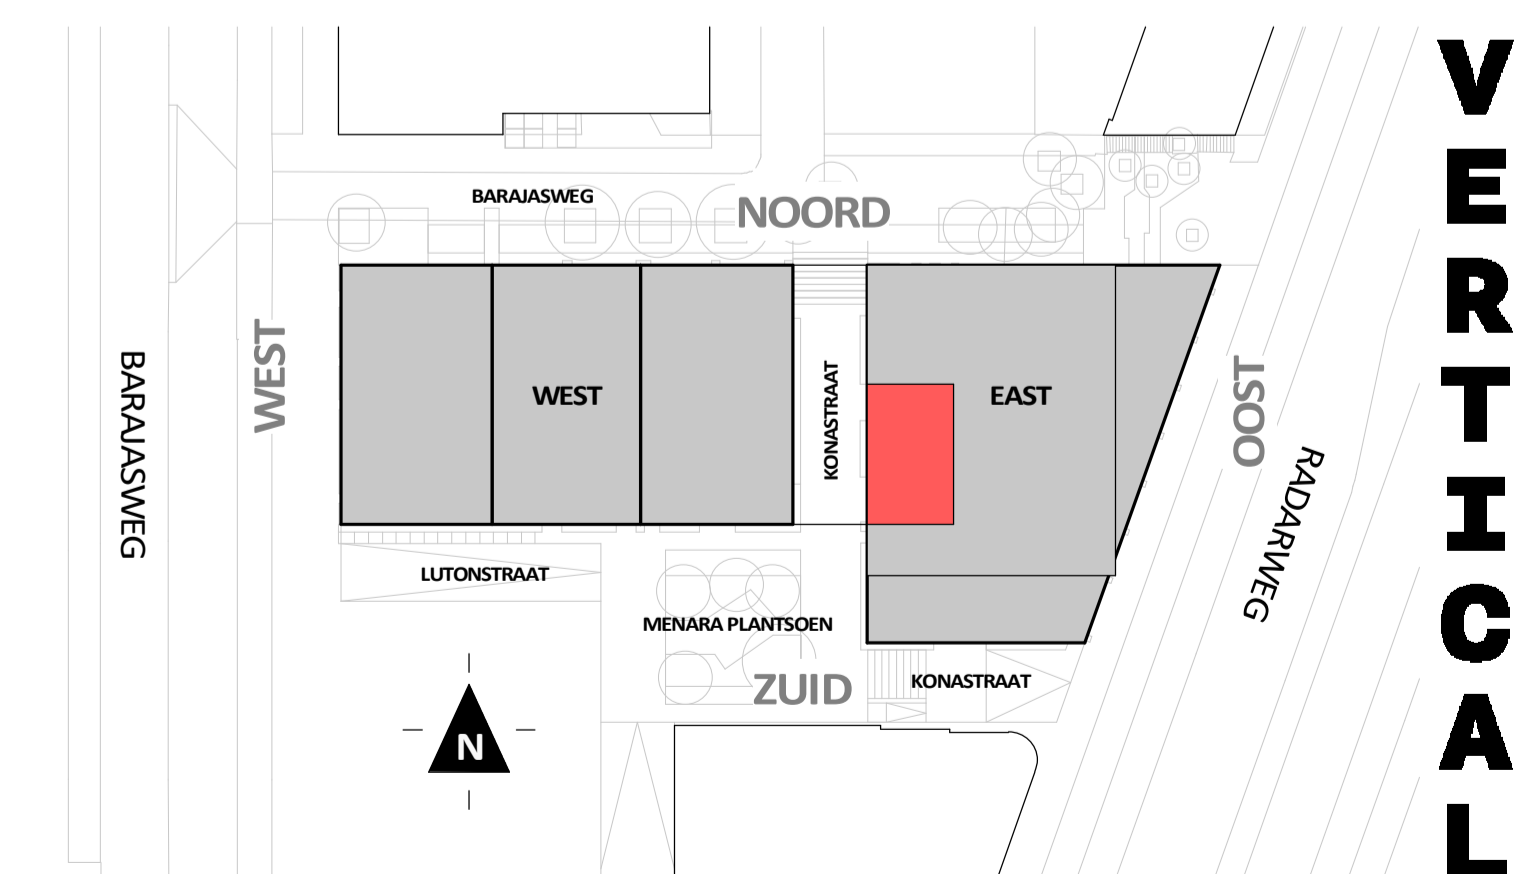 BARAJASWEG
NOORD
WEST
BARAJASWEG
WEST
KONASTRAAT
EAST
OOST
RADARWEG
LUTONSTRAAT
MENARA PLANTSOEN
ZUID
KONASTRAAT
N
VERTICAL